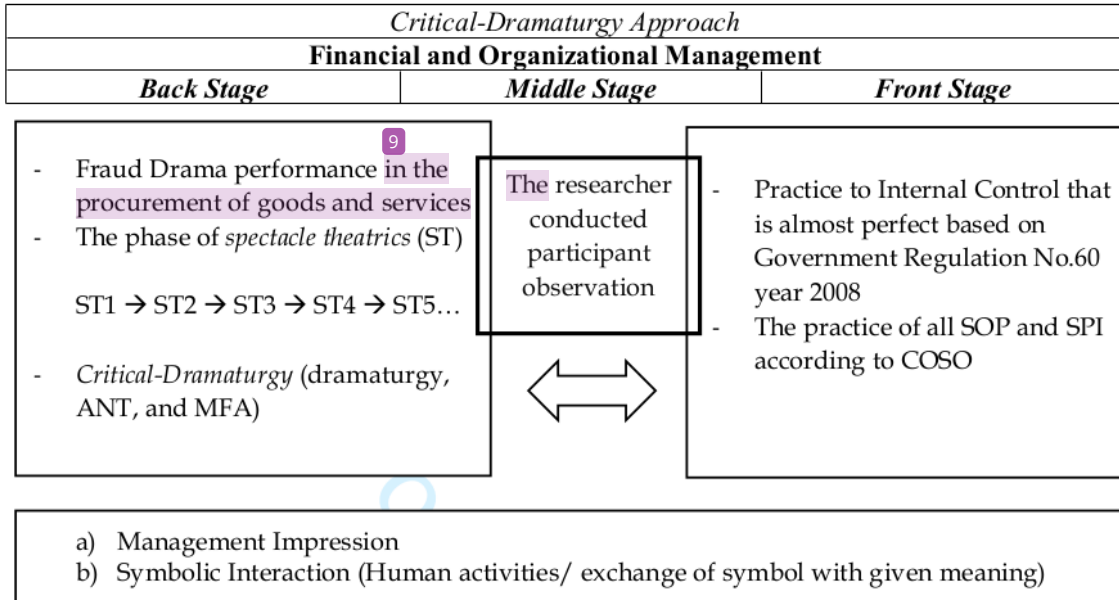 Critical-Dramaturgy Approach
Financial and Organizational Management
Back Stage
Middle Stage
Front Stage
9
- Fraud Drama performance in the
procurement of goods and services
- The phase of spectacle theatrics (ST)
ST1 → ST2 → ST3 → ST4 → ST5...
- Critical-Dramaturgy (dramaturgy,
ANT, and MFA)
The researcher
conducted
participant
observation
- Practice to Internal Control that
is almost perfect based on
Government Regulation No.60
year 2008
- The practice of all SOP and SPI
according to COSO
a) Management Impression
b) Symbolic Interaction (Human activities/ exchange of symbol with given meaning)